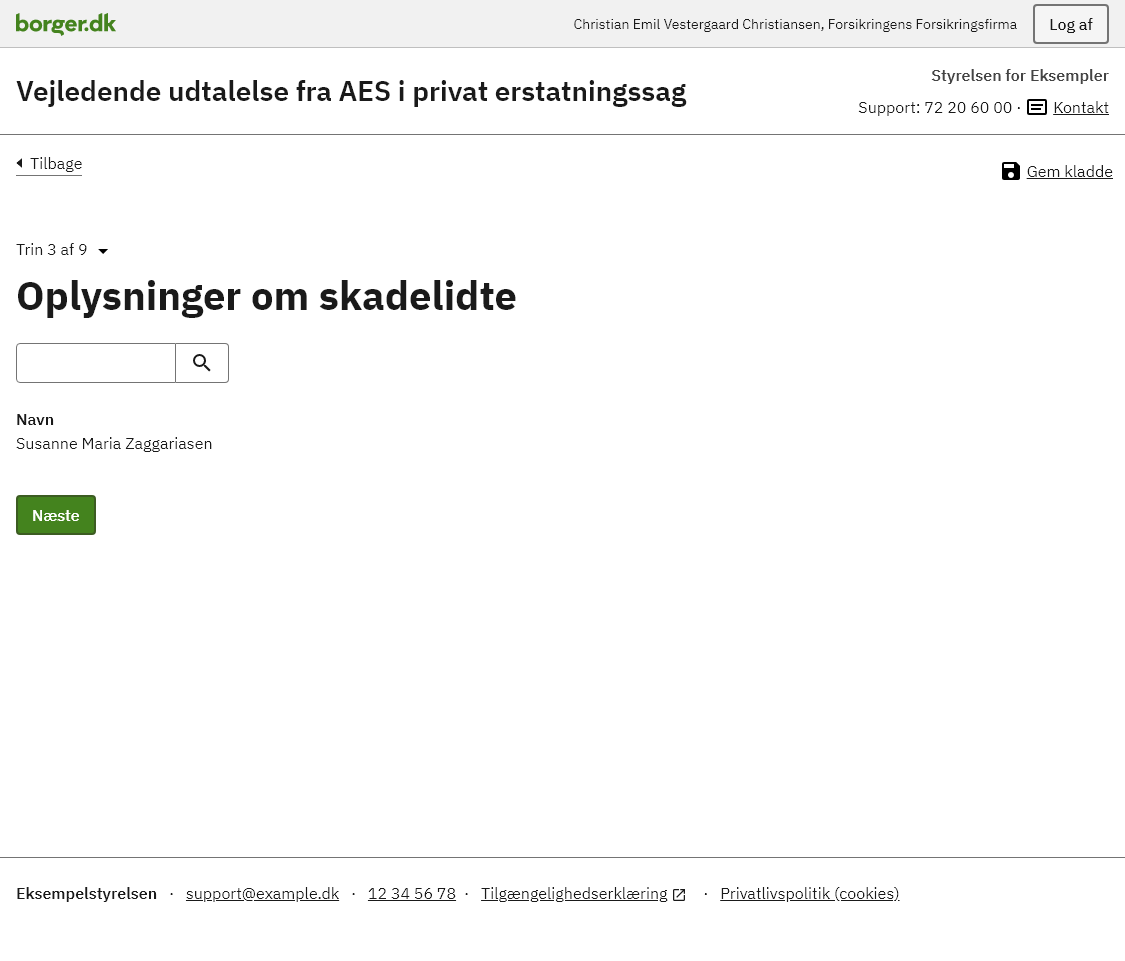 borger.dk
Christian Emil Vestergaard Christiansen, Forsikringens Forsikringsfirma
Log af
Vejledende udtalelse fra AES i privat erstatningssag
Styrelsen for Eksempler
Support: 72 20 60 00 · Kontakt
Tilbage
Gem kladde
Trin 3 af 9
Oplysninger om skadelidte
Navn
Susanne Maria Zaggariasen
Næste
Eksempelstyrelsen · support@example.dk · 12 34 56 78 · Tilgængelighedserklæring · Privatlivspolitik (cookies)